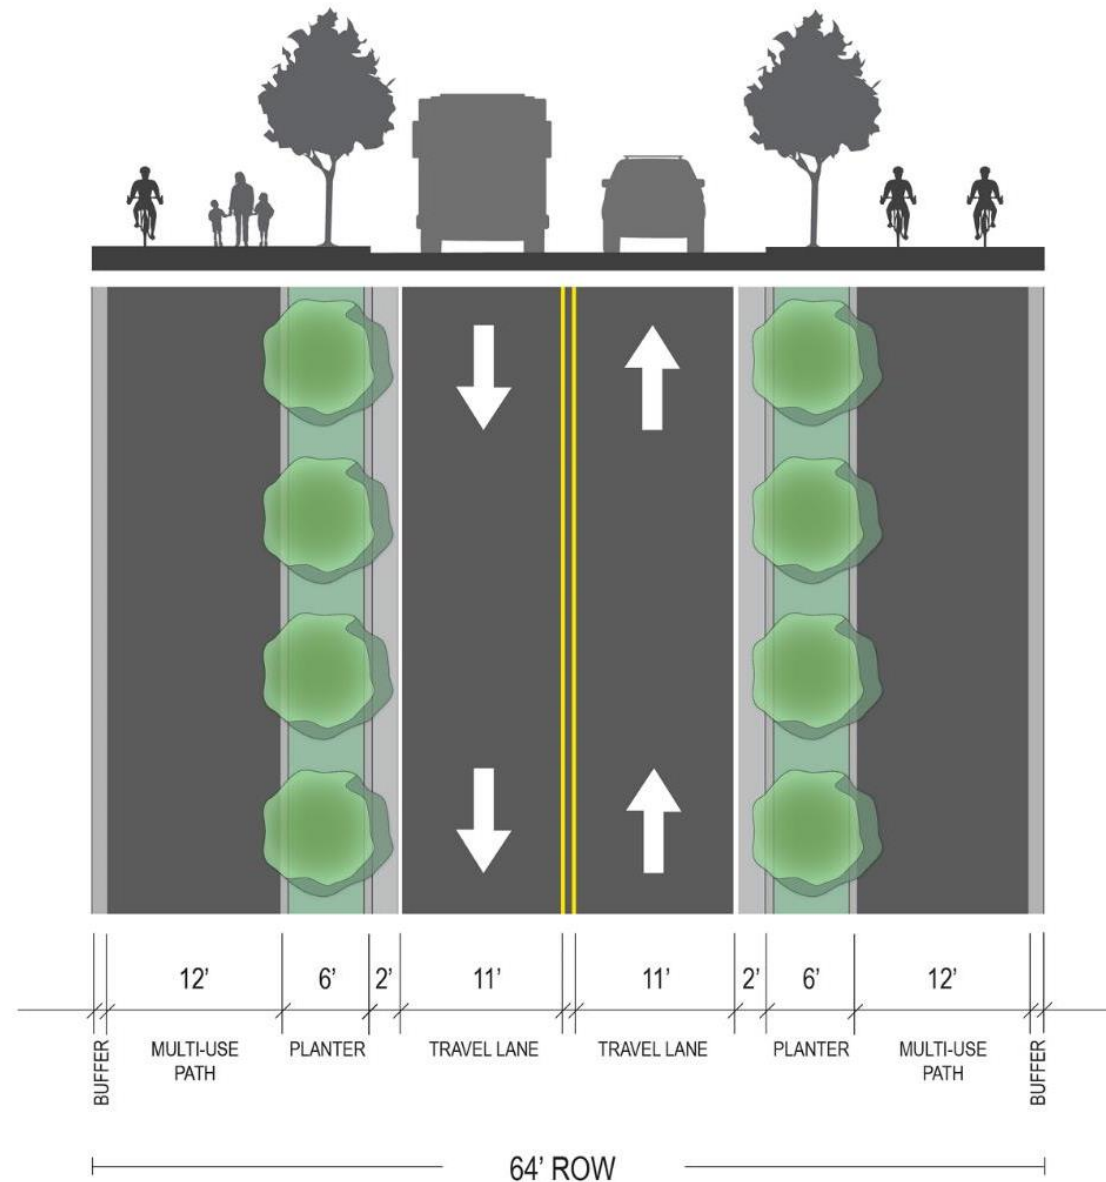 12’ 6’ 2’ 11’ 11’ 2’ 6’ 12’
BUFFER
MULTI-USE
PATH
PLANTER
TRAVEL LANE
TRAVEL LANE
PLANTER
MULTI-USE
PATH
BUFFER
64’ ROW